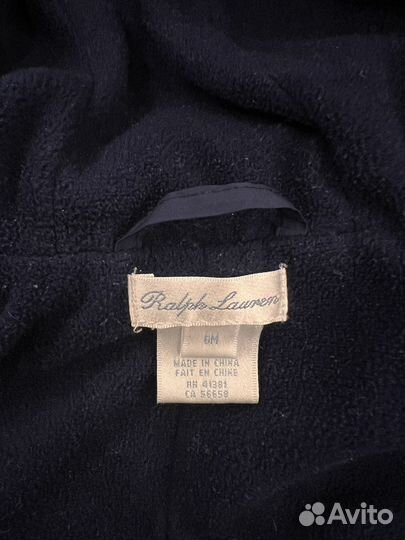 Ralph Lauren
6M
MADE IN CHINA
FAIT EN CHINE
RN 41381
CA 56658
Avito